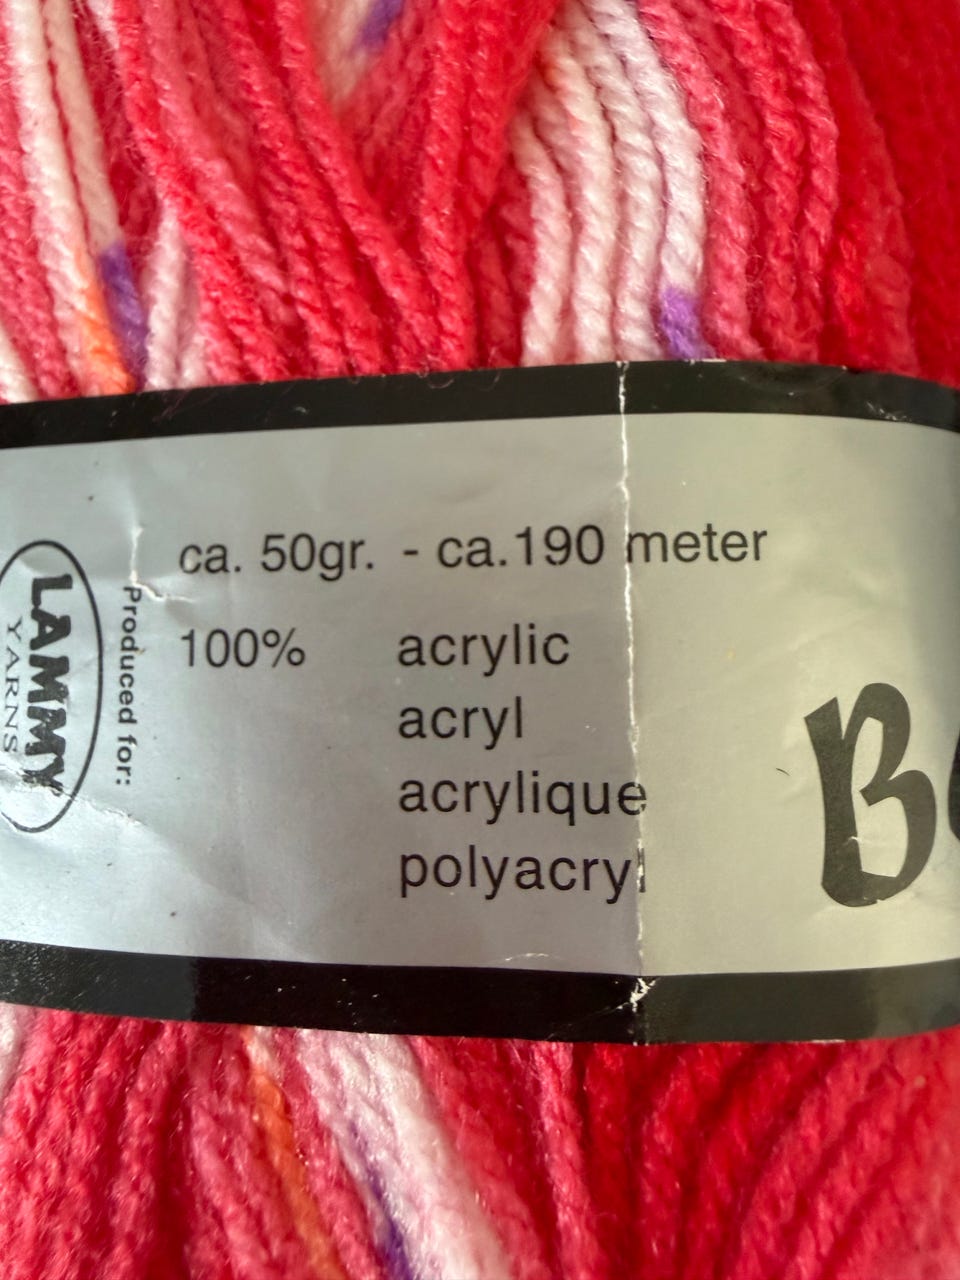 LAMMY
YARNS
Produced for:
ca. 50gr. - ca.190 meter
100% acrylic
acryl
acrylique
polyacryl